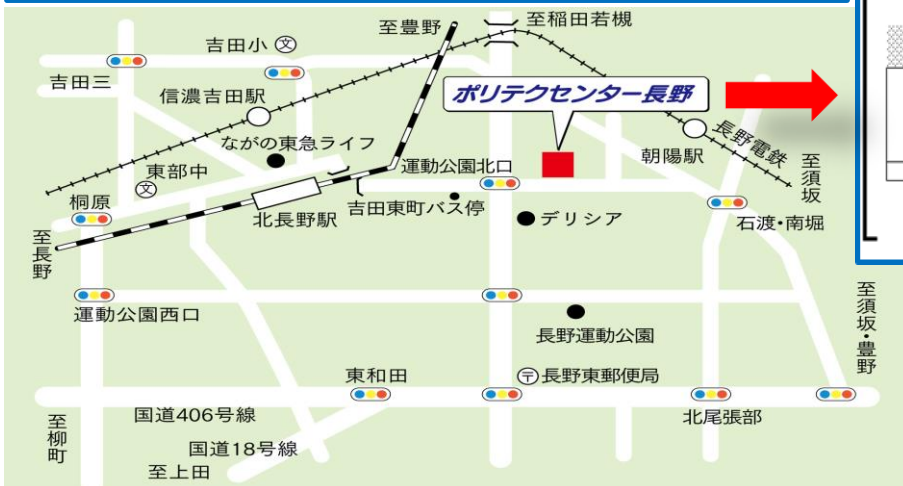 至豊野
至稲田若槻
吉田小 文
吉田三
信濃吉田駅
ポリテクセンター長野
ながの東急ライフ
運動公園北口
朝陽駅
長野電鉄
至須坂
東部中
文
桐原
北長野駅
吉田東町バス停
デリシア
石渡・南堀
至長野
運動公園西口
長野運動公園
至須坂・豊野
東和田
〒長野東郵便局
国道406号線
北尾張部
至柳町
国道18号線
至上田